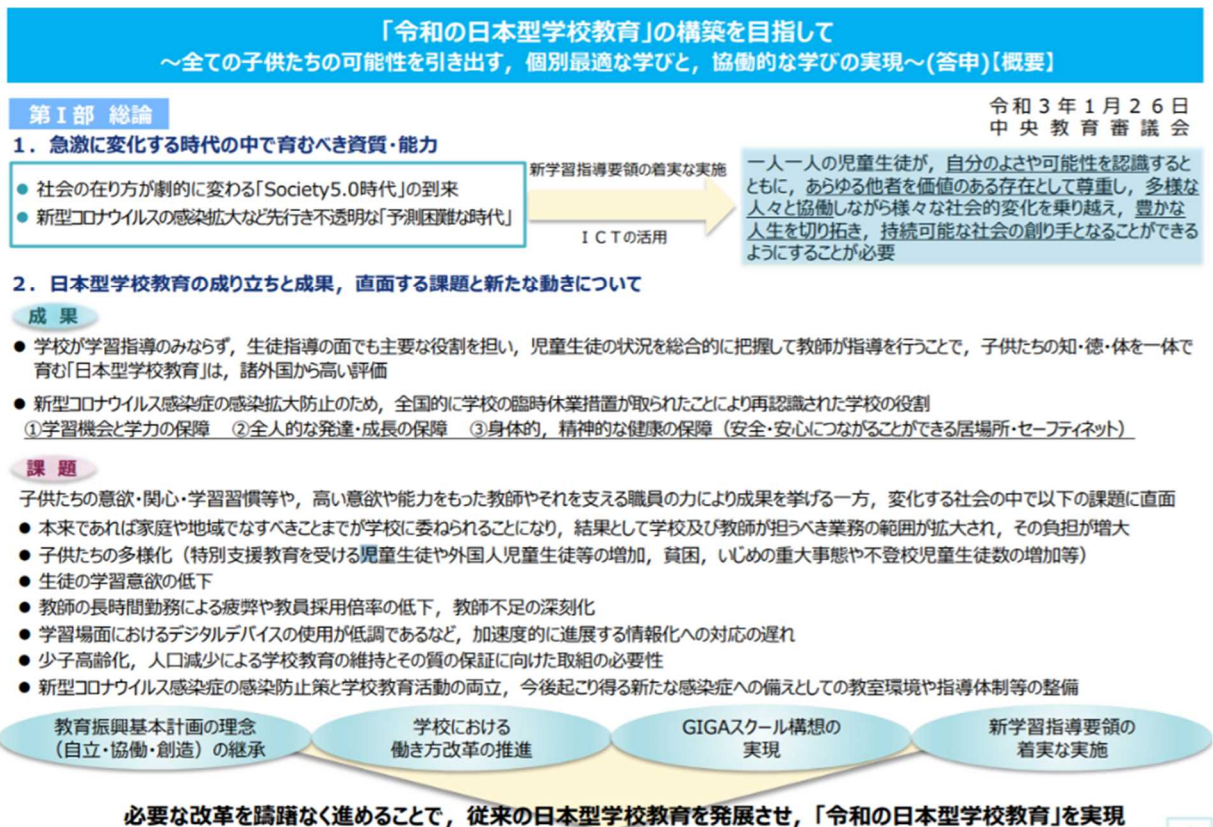 「令和の日本型学校教育」の構築を目指して
～全ての子供たちの可能性を引き出す，個別最適な学びと，協働的な学びの実現～(答申)【概要】
第Ⅰ部 総論
令和３年１月２６日
中央教育審議会
１．急激に変化する時代の中で育むべき資質・能力
● 社会の在り方が劇的に変わる「Society5.0時代」の到来
● 新型コロナウイルスの感染拡大など先行き不透明な「予測困難な時代」
新学習指導要領の着実な実施
ＩＣＴの活用
一人一人の児童生徒が，自分のよさや可能性を認識すると
ともに，あらゆる他者を価値のある存在として尊重し，多様な
人々と協働しながら様々な社会的変化を乗り越え，豊かな
人生を切り拓き，持続可能な社会の創り手となることができる
ようにすることが必要
２．日本型学校教育の成り立ちと成果，直面する課題と新たな動きについて
成 果
● 学校が学習指導のみならず，生徒指導の面でも主要な役割を担い，児童生徒の状況を総合的に把握して教師が指導を行うことで，子供たちの知・徳・体を一体で
育む「日本型学校教育」は，諸外国から高い評価
● 新型コロナウイルス感染症の感染拡大防止のため，全国的に学校の臨時休業措置が取られたことにより再認識された学校の役割
①学習機会と学力の保障　②全人的な発達・成長の保障　③身体的，精神的な健康の保障（安全・安心につながることができる居場所・セーフティネット）
課 題
子供たちの意欲・関心・学習習慣等や，高い意欲や能力をもった教師やそれを支える職員の力により成果を挙げる一方，変化する社会の中で以下の課題に直面
● 本来であれば家庭や地域でなすべきことまでが学校に委ねられることになり，結果として学校及び教師が担うべき業務の範囲が拡大され，その負担が増大
● 子供たちの多様化（特別支援教育を受ける児童生徒や外国人児童生徒等の増加，貧困，いじめの重大事態や不登校児童生徒数の増加等）
● 生徒の学習意欲の低下
● 教師の長時間勤務による疲弊や教員採用倍率の低下，教師不足の深刻化
● 学習場面におけるデジタルデバイスの使用が低調であるなど，加速度的に進展する情報化への対応の遅れ
● 少子高齢化，人口減少による学校教育の維持とその質の保証に向けた取組の必要性
● 新型コロナウイルス感染症の感染防止策と学校教育活動の両立，今後起こり得る新たな感染症への備えとしての教室環境や指導体制等の整備
教育振興基本計画の理念
（自立・協働・創造）の継承
学校における
働き方改革の推進
GIGAスクール構想の
実現
新学習指導要領の
着実な実施
必要な改革を躊躇なく進めることで，従来の日本型学校教育を発展させ，「令和の日本型学校教育」を実現